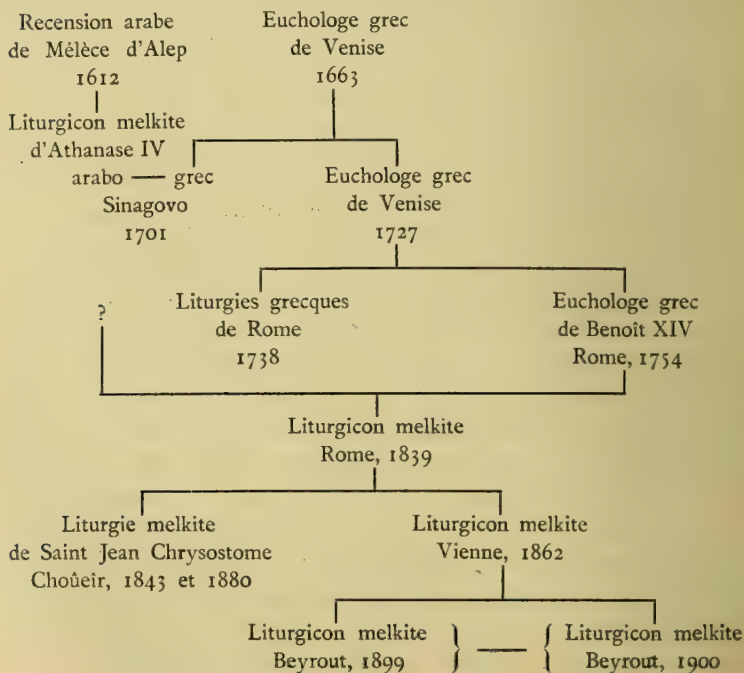 Recension arabe
de Mélèce d'Alep
1612
Euchologe grec
de Venise
1663
Liturgicon melkite
d'Athanase IV
arabo — grec
Sinagovo
1701
Euchologe grec
de Venise
1727
?
Liturgies grecques
de Rome
1738
Euchologe grec
de Benoît XIV
Rome, 1754
Liturgicon melkite
Rome, 1839
Liturgie melkite
de Saint Jean Chrysostome
Choûeîr, 1843 et 1880
Liturgicon melkite
Vienne, 1862
Liturgicon melkite
Beyrout, 1899
} — {
Liturgicon melkite
Beyrout, 1900